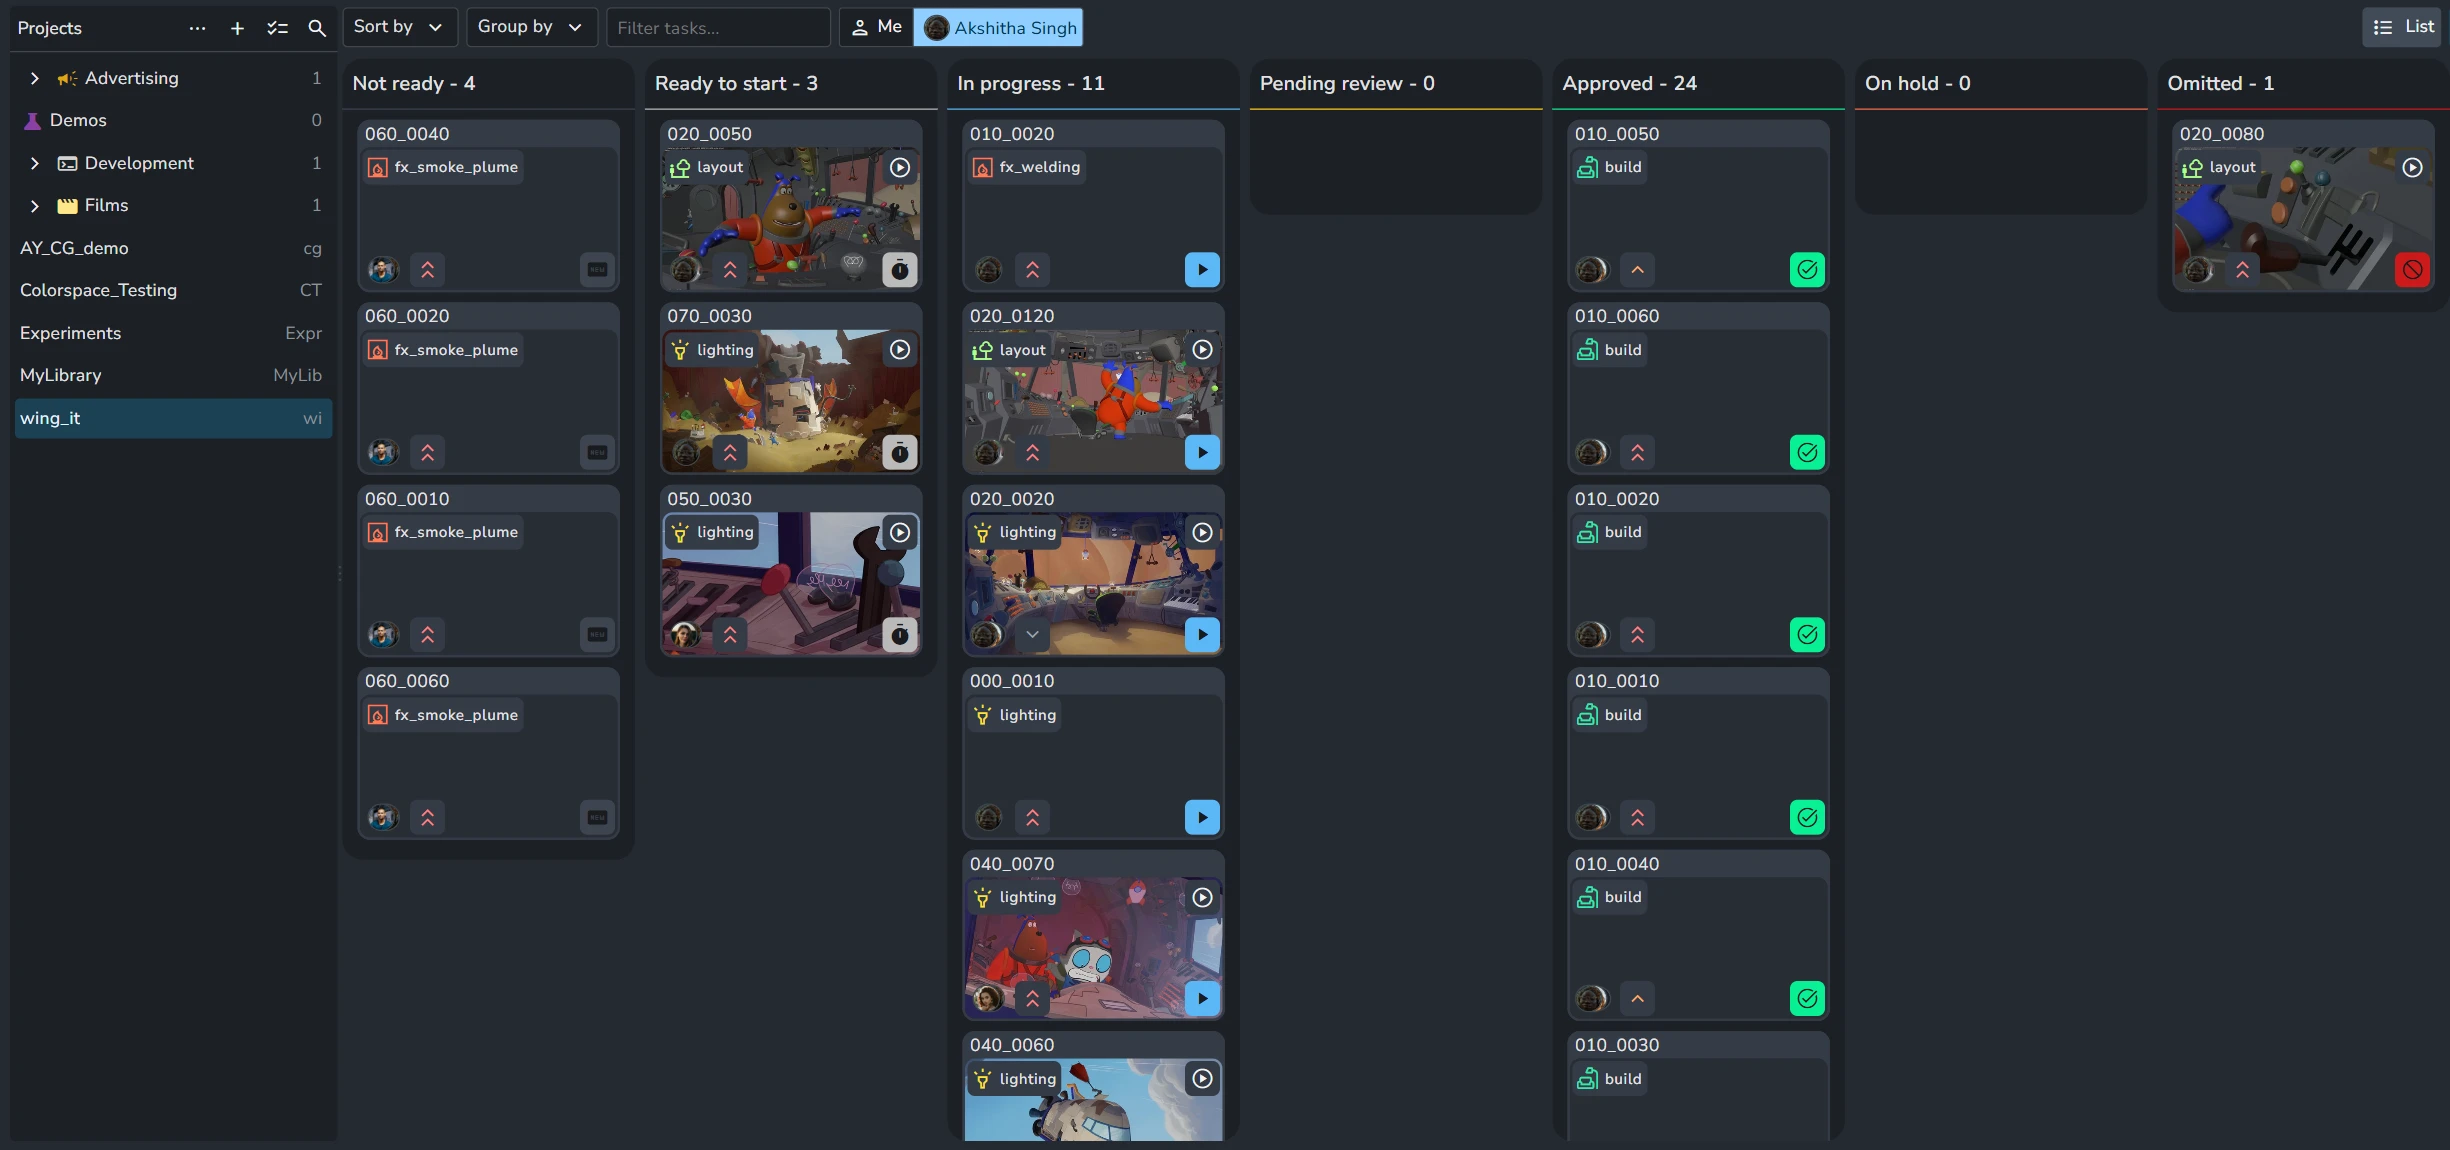 Projects
Sort by
Group by
Filter tasks...
Me
Akshitha Singh
List
Advertising 1
Demos 0
Development 1
Films 1
AY_CG_demo cg
Colorspace_Testing CT
Experiments Expr
MyLibrary MyLib
wing_it wi
Not ready - 4
060_0040
fx_smoke_plume
NEW
060_0020
fx_smoke_plume
NEW
060_0010
fx_smoke_plume
NEW
060_0060
fx_smoke_plume
NEW
Ready to start - 3
020_0050
layout
070_0030
lighting
050_0030
lighting
In progress - 11
010_0020
fx_welding
020_0120
layout
020_0020
lighting
000_0010
lighting
040_0070
lighting
040_0060
lighting
Pending review - 0
Approved - 24
010_0050
build
010_0060
build
010_0020
build
010_0010
build
010_0040
build
010_0030
build
On hold - 0
Omitted - 1
020_0080
layout